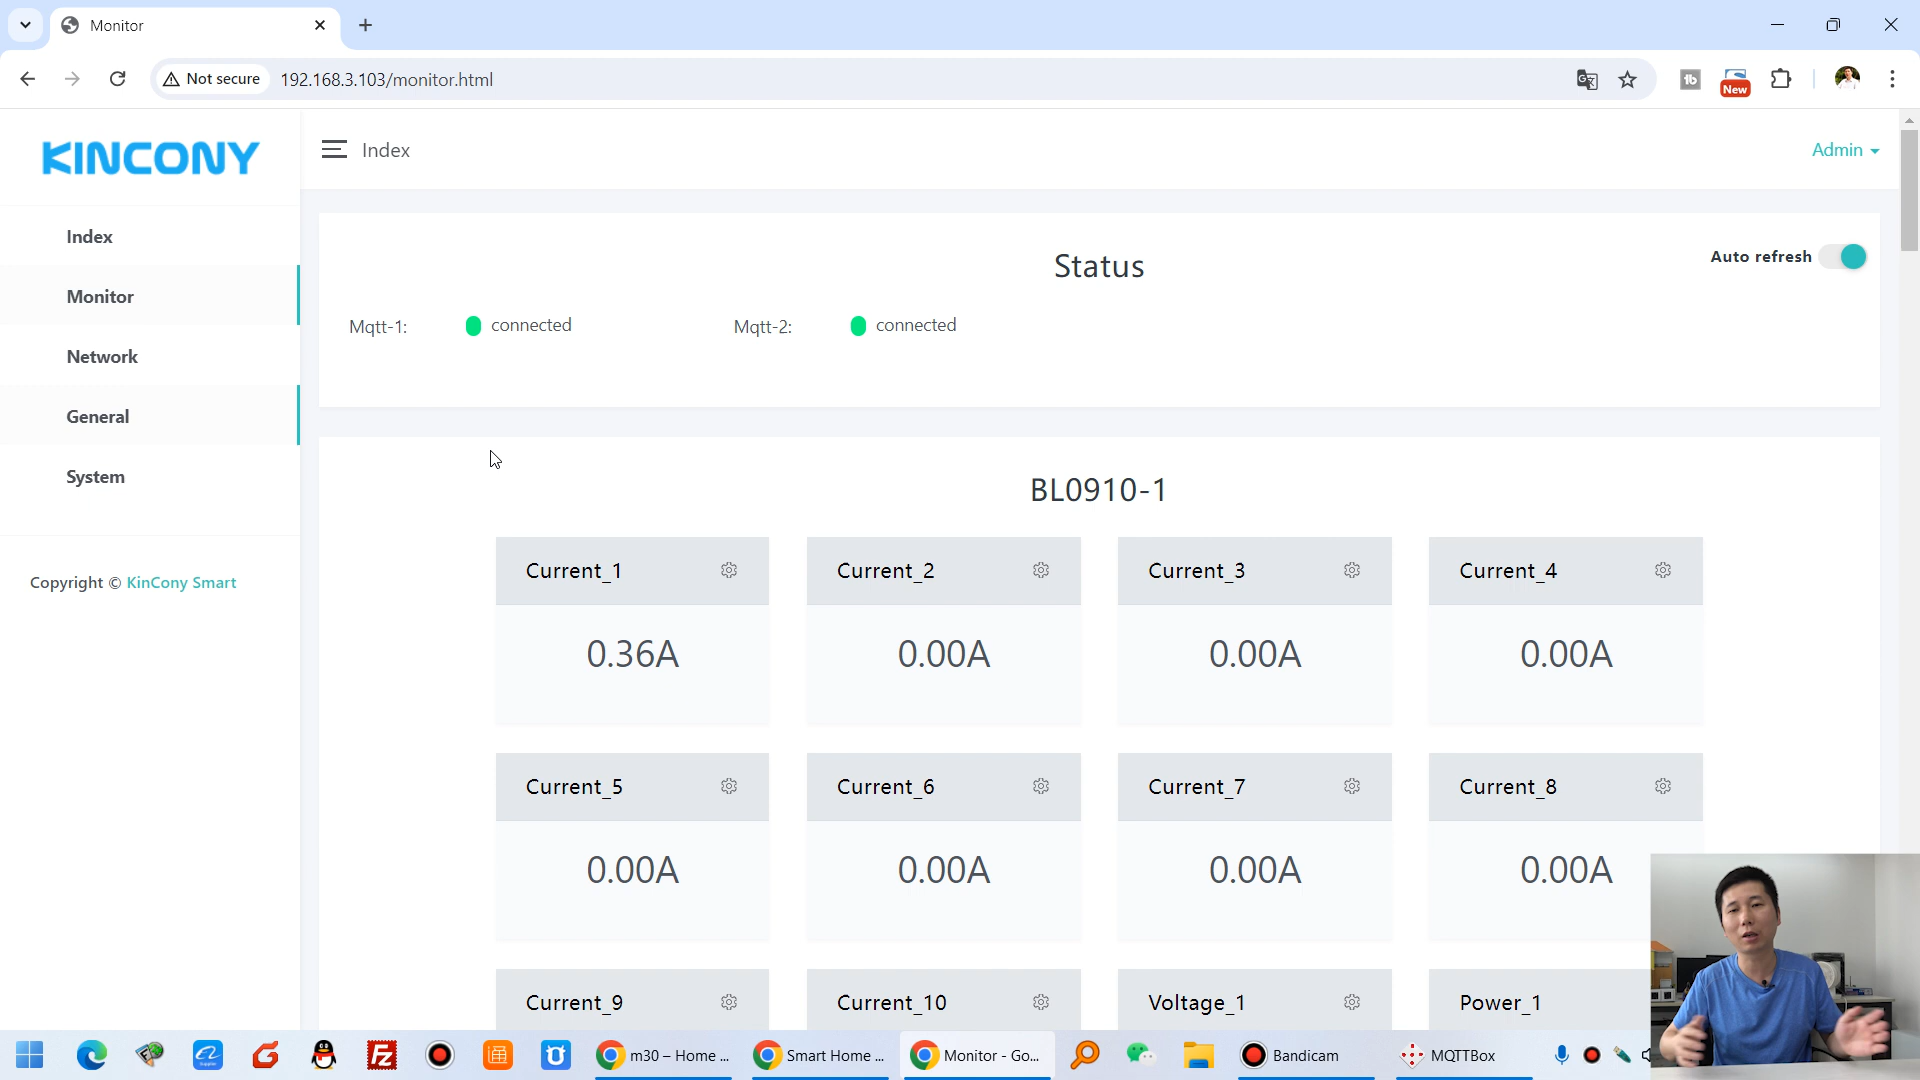 Monitor
Not secure
192.168.3.103/monitor.html
New
KINCONY
Index
Admin
Index
Monitor
Network
General
System
Copyright © KinCony Smart
Status
Auto refresh
Mqtt-1:
connected
Mqtt-2:
connected
BL0910-1
Current_1
Current_2
Current_3
Current_4
0.36A
0.00A
0.00A
0.00A
Current_5
Current_6
Current_7
Current_8
0.00A
0.00A
0.00A
0.00A
Current_9
Current_10
Voltage_1
Power_1
m30 – Home ...
Smart Home ...
Monitor - Go...
Bandicam
MQTTBox